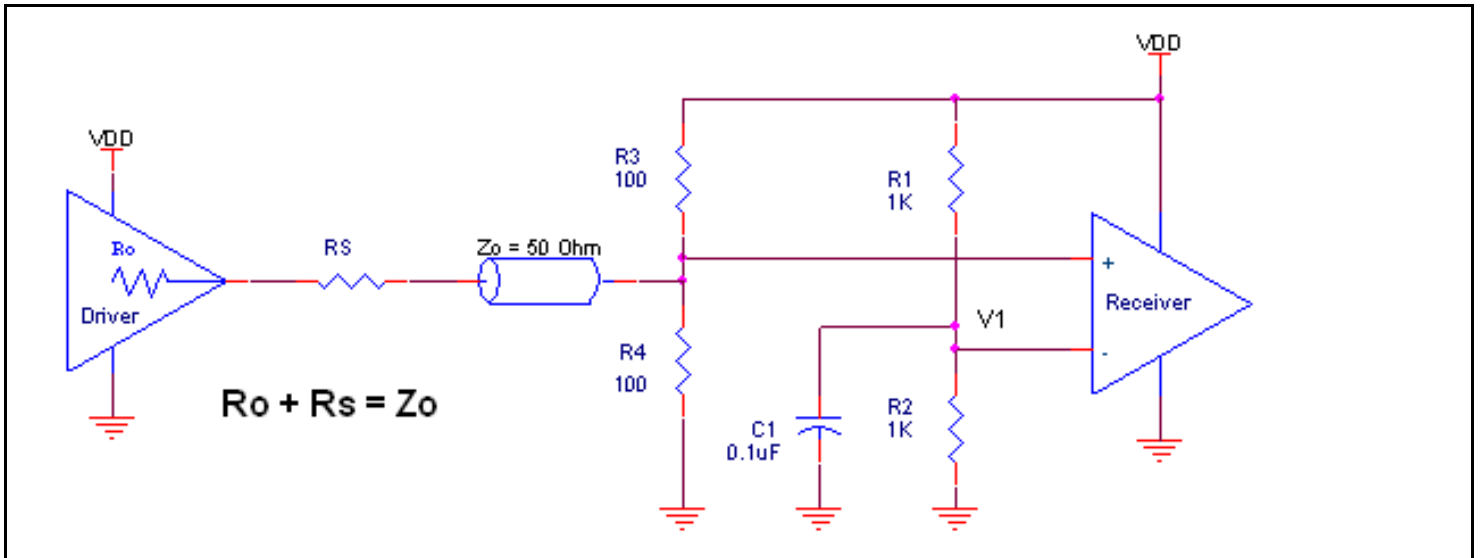 VDD
VDD
R3
100
R1
1K
Ro
RS
Zo = 50 Ohm
+
Driver
Receiver
V1
R4
100
-
Ro + Rs = Zo
C1
0.1uF
R2
1K